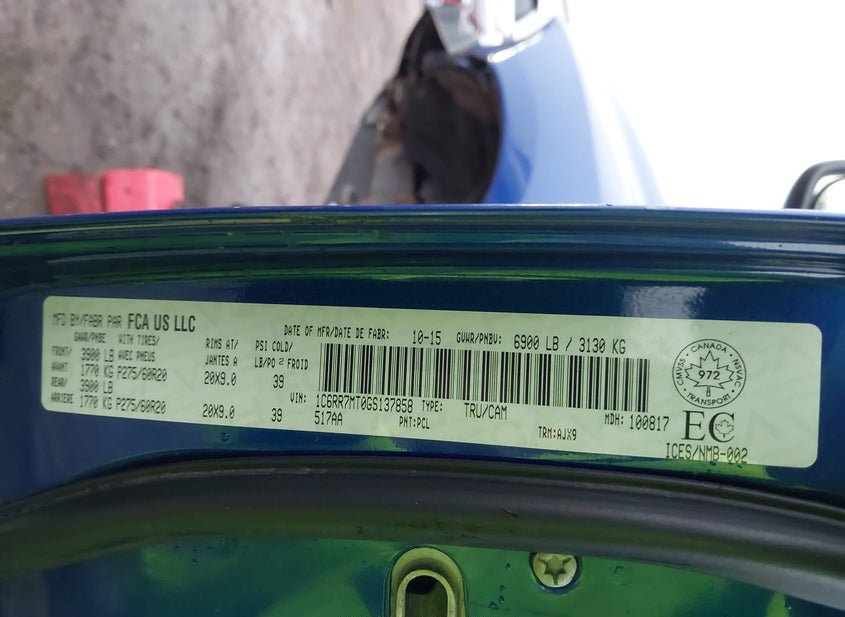 MFD BY/FABR PAR FCA US LLC
DATE OF MFR/DATE DE FABR: 10-15 GVWR/PNBV: 6900 LB / 3130 KG
GAWR/PNBE WITH TIRES/ RIMS AT/ PSI COLD/
AVEC PNEUS JANTES A LB/PO² FROID
FRONT/ 3900 LB
AVANT 1770 KG P275/60R20 20X9.0 39
REAR/ 3900 LB
ARRIERE 1770 KG P275/60R20 20X9.0 39
VIN: 1C6RR7MT0GS137858 TYPE: TRU/CAM MDH: 100817
517AA PNT:PCL TRM:AJX9
CANADA
CMVSS NSVAC
972
TRANSPORT
EC
ICES/NMB-002